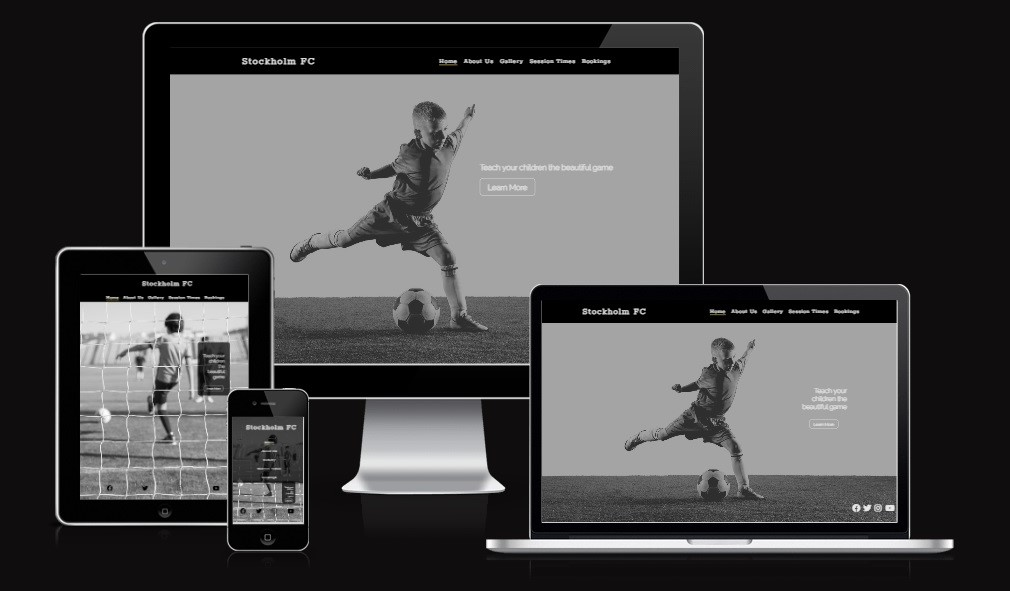 Stockholm FC
Home About Us Gallery Session Times Bookings
Teach your children the beautiful game
Learn More
Stockholm FC
Home About Us Gallery Session Times Bookings
Teach your
children
the
beautiful
game
Stockholm FC
Stockholm FC
Home About Us Gallery Session Times Bookings
Teach your
children the
beautiful game
Learn More